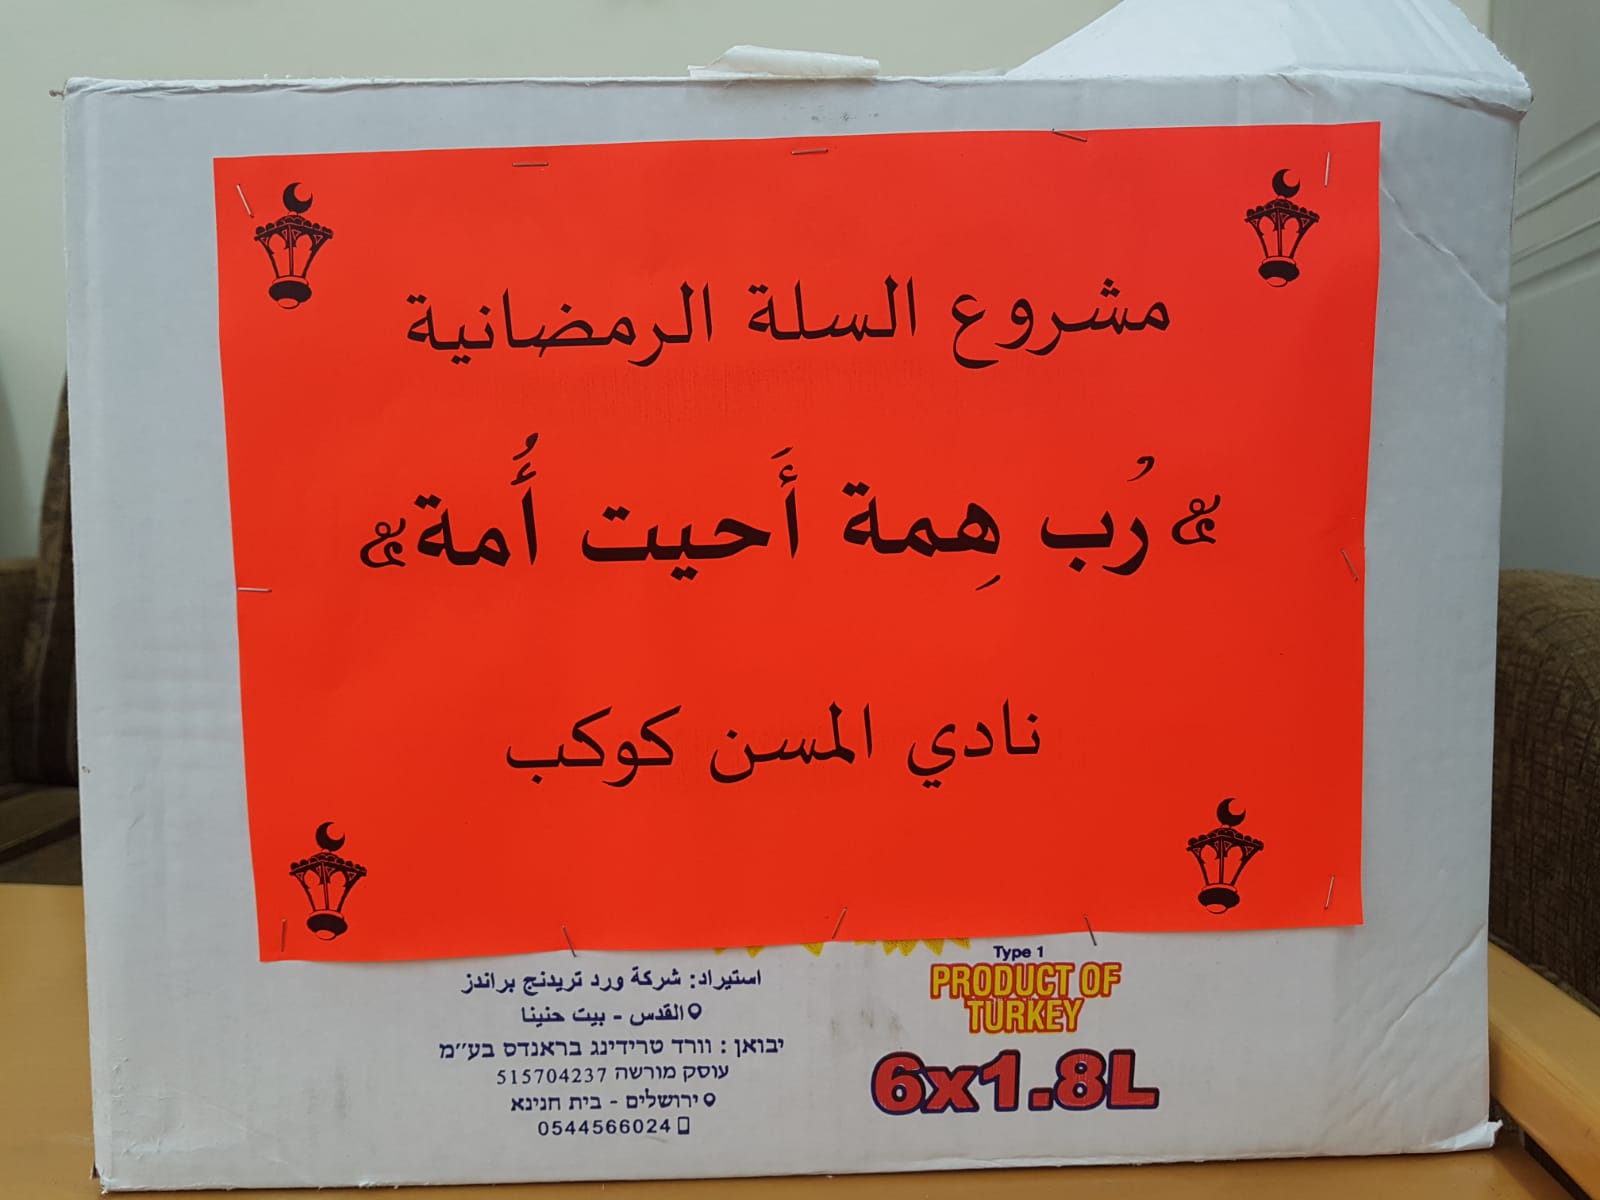 مشروع السلة الرمضانية
رُب هِمة أَحيت أُمة
نادي المسن كوكب
استيراد: شركة ورد تريدنج براندز
القدس - بيت حنينا
יבואן : וורד טרידינג בראנדס בע"מ
עוסק מורשה 515704237
ירושלים - בית חנינא
0544566024
Type 1
PRODUCT OF
TURKEY
6x1.8L